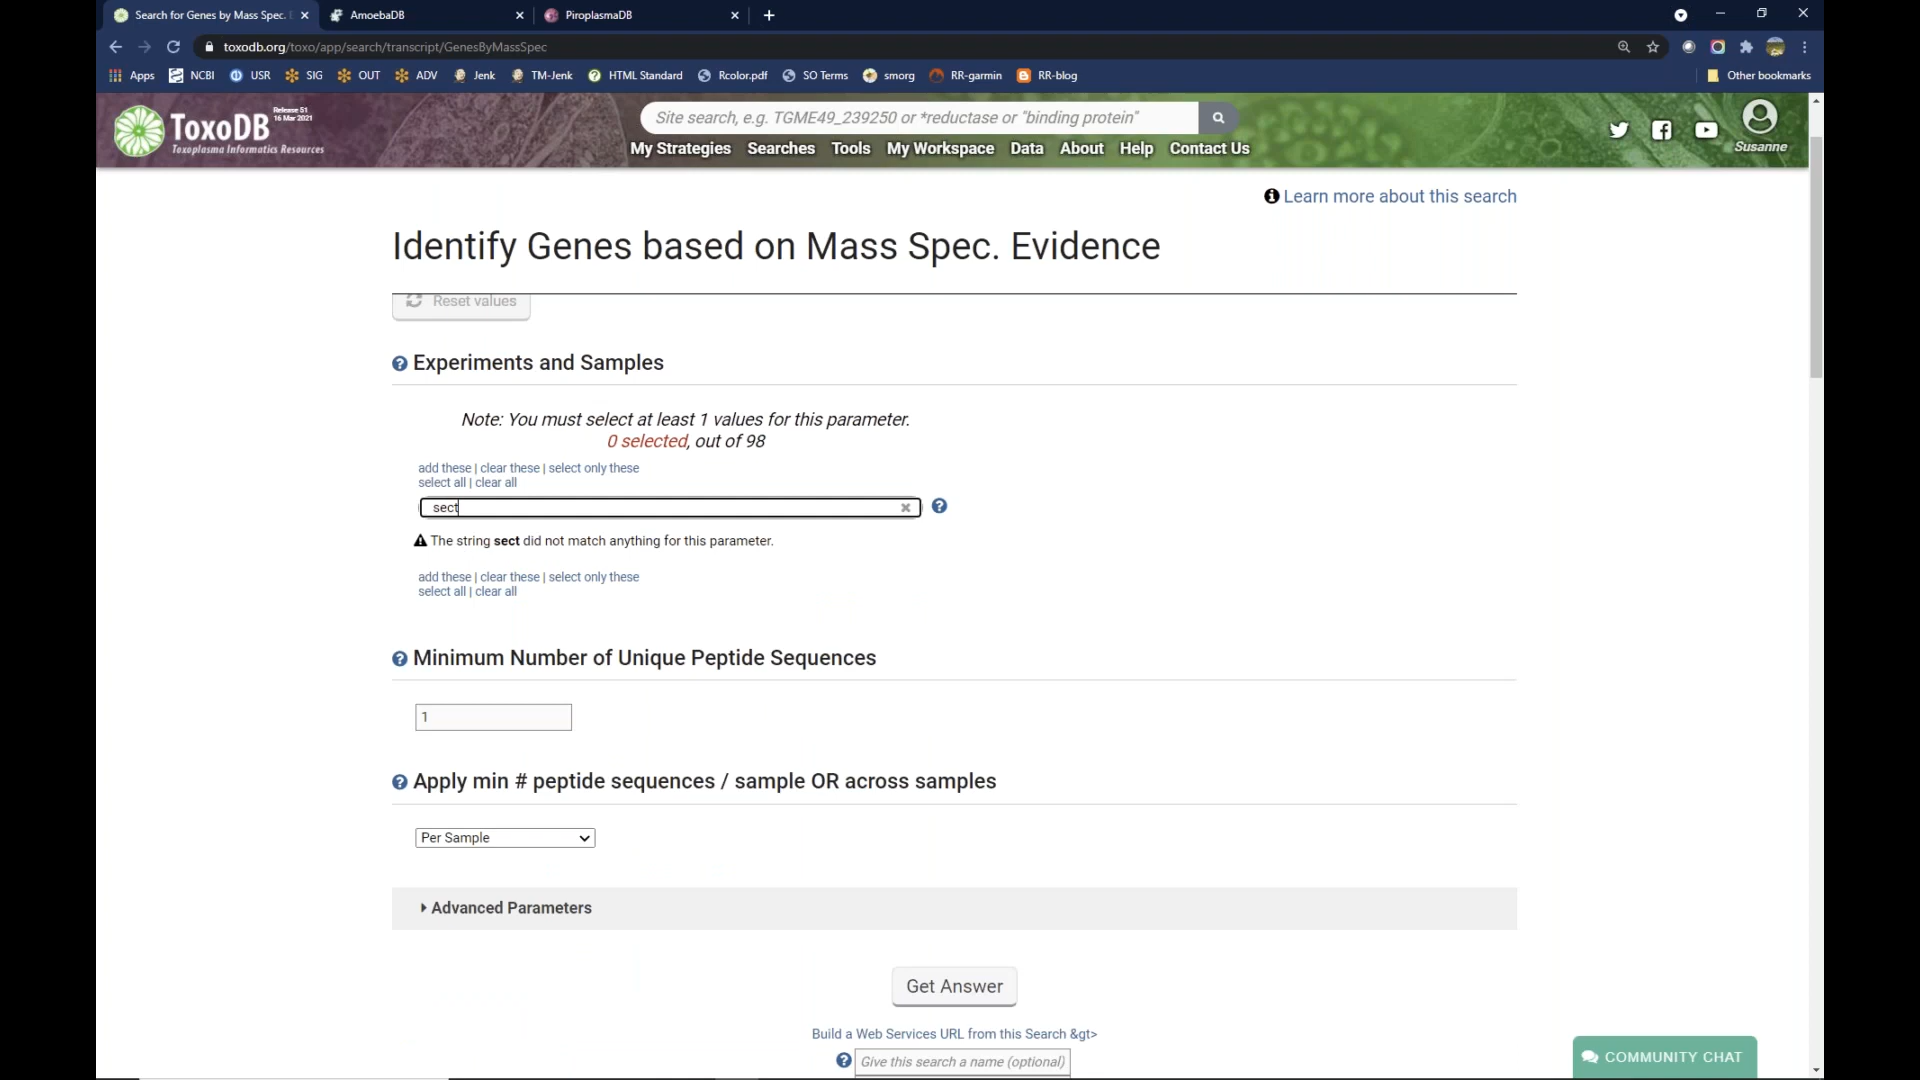 Search for Genes by Mass Spec.
AmoebaDB
PiroplasmaDB
toxodb.org/toxo/app/search/transcript/GenesByMassSpec
Apps NCBI USR SIG OUT ADV Jenk TM-Jenk HTML Standard Rcolor.pdf SO Terms smorg RR-garmin RR-blog Other bookmarks
ToxoDB
Release 51
16 Mar 2021
Toxoplasma Informatics Resources
Site search, e.g. TGME49_239250 or *reductase or "binding protein"
My Strategies Searches Tools My Workspace Data About Help Contact Us
Susanne
Learn more about this search
Identify Genes based on Mass Spec. Evidence
Reset values
Experiments and Samples
Note: You must select at least 1 values for this parameter.
0 selected, out of 98
add these | clear these | select only these
select all | clear all
sect
The string sect did not match anything for this parameter.
add these | clear these | select only these
select all | clear all
Minimum Number of Unique Peptide Sequences
1
Apply min # peptide sequences / sample OR across samples
Per Sample
Advanced Parameters
Get Answer
Build a Web Services URL from this Search &gt>
Give this search a name (optional)
COMMUNITY CHAT